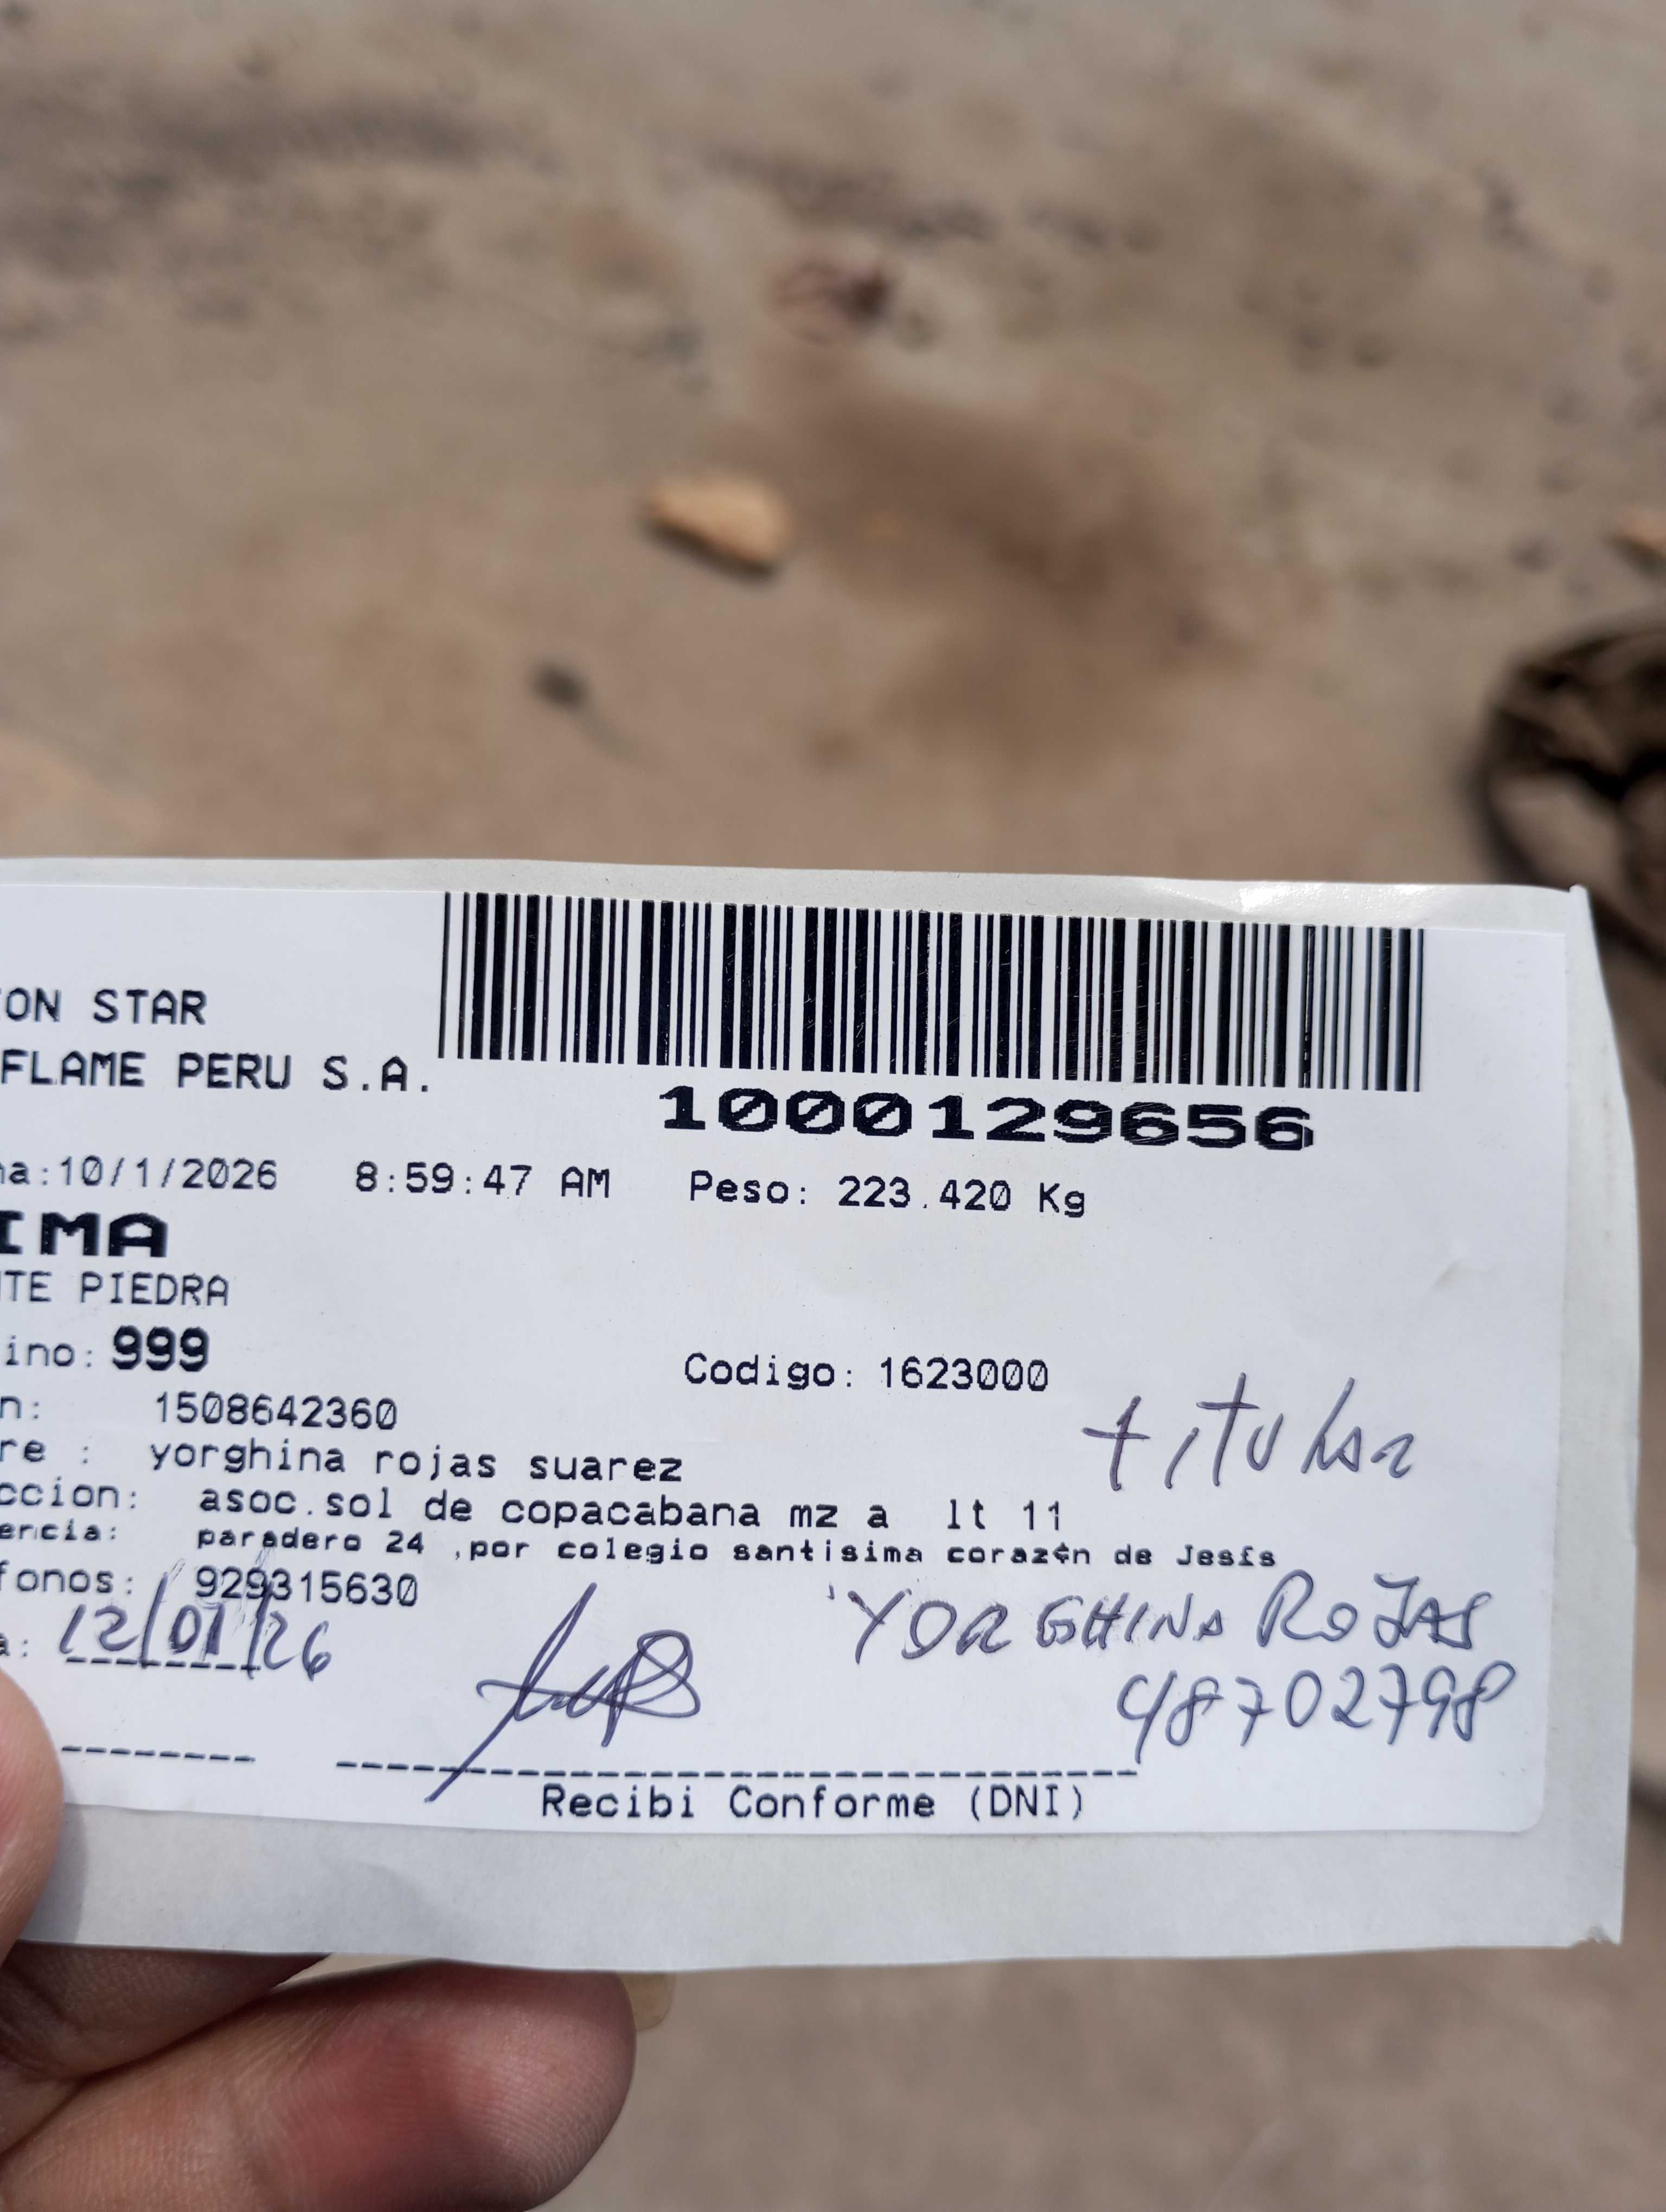 ON STAR
FLAME PERU S.A.
1000129656
a:10/1/2026 8:59:47 AM Peso: 223.420 Kg
IMA
TE PIEDRA
ino: 999
Codigo: 1623000
n: 1508642360
titular
re : yorghina rojas suarez
ccion: asoc.sol de copacabana mz a lt 11
encia: paradero 24 ,por colegio santisima coraz¢n de Jes£s
fonos: 929315630
YORGHINA ROJAS
a: 12/01/26
48702798
Recibi Conforme (DNI)